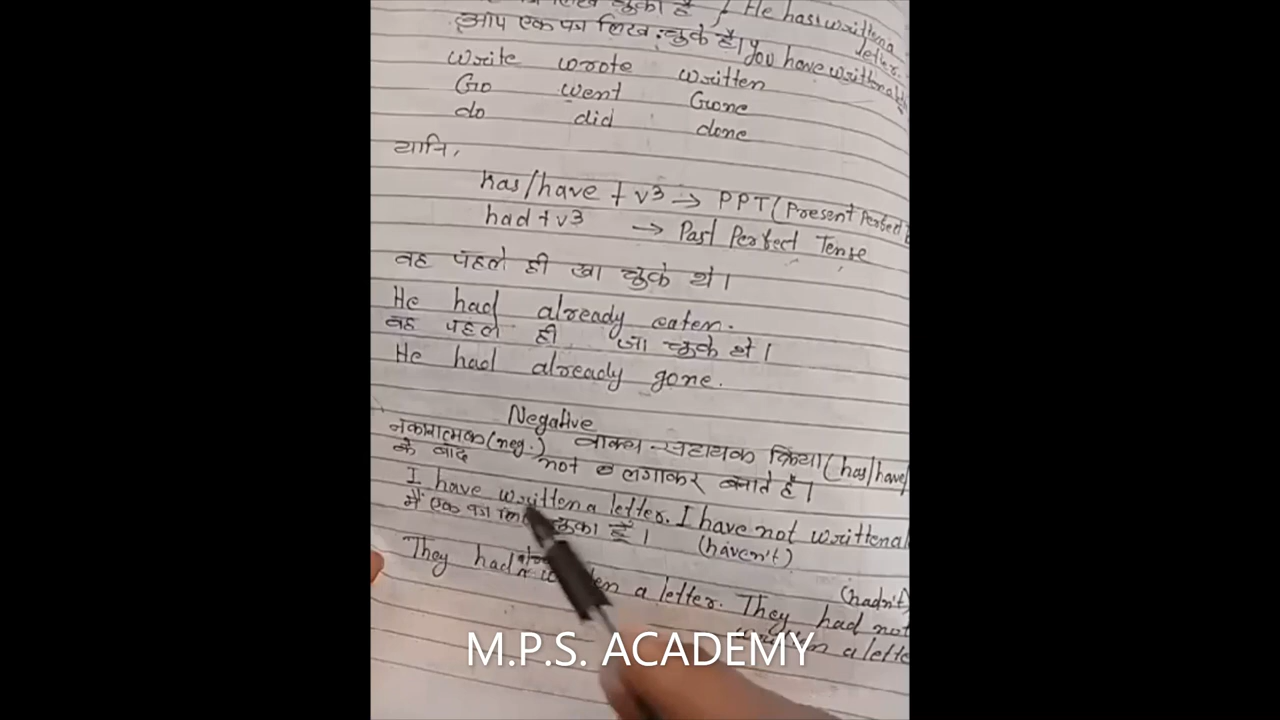 चुका है } He has written a letter.
आप एक पत्र लिख चुके है। You have written a
write wrote written
Go went Gone
do did done
यानि,
has/have + v3 → PPT (Present Perfect
had + v3 → Past Perfect Tense
वह पहले ही खा चुके थे।
He had already eaten.
वह पहले ही जा चुके थे।
He had already gone.
Negative
नकारात्मक (neg.) वाक्य - सहायक क्रिया (has/have/
के बाद not लगाकर बनाते हैं।
I have written a letter. I have not written a
मैं एक पत्र चुका हूँ। (haven't)
They had a letter. They had not (hadn't)
written a lette
M.P.S. ACADEMY